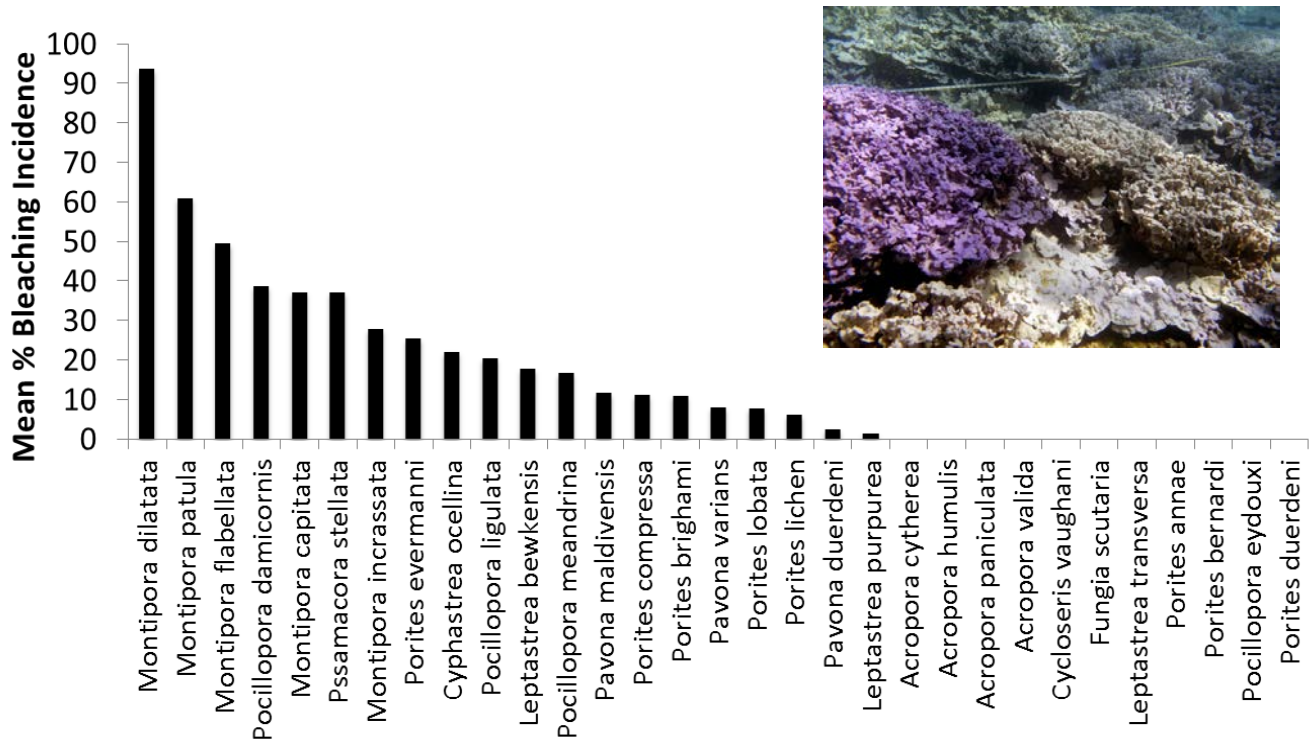 Mean % Bleaching Incidence
100
90
80
70
60
50
40
30
20
10
0
Montipora dilatata
Montipora patula
Montipora flabellata
Pocillopora damicornis
Montipora capitata
Pssamacora stellata
Montipora incrassata
Porites evermanni
Cyphastrea ocellina
Pocillopora ligulata
Leptastrea bewkensis
Pocillopora meandrina
Pavona maldivensis
Porites compressa
Porites brighami
Pavona varians
Porites lobata
Porites lichen
Pavona duerdeni
Leptastrea purpurea
Acropora cytherea
Acropora humulis
Acropora paniculata
Acropora valida
Cycloseris vaughani
Fungia scutaria
Leptastrea transversa
Porites annae
Porites bernardi
Pocillopora eydouxi
Porites duerdeni